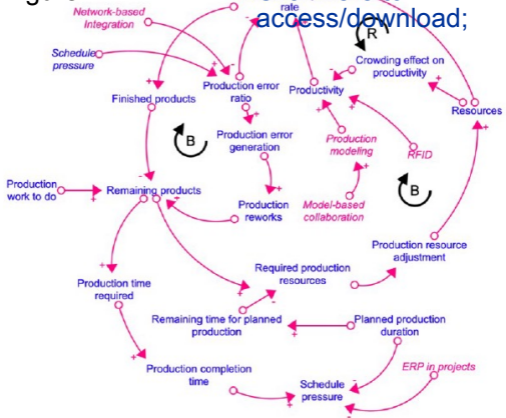 Network-based
Integration
rate
access/download;
R
Schedule
pressure
Crowding effect on
productivity
Finished products
Production error
ratio
Productivity
Resources
B
Production error
generation
Production
modeling
RFID
Production
work to do
Remaining products
Production
reworks
Model-based
collaboration
B
Production resource
adjustment
Production time
required
Required production
resources
Remaining time for planned
production
Planned production
duration
Production completion
time
Schedule
pressure
ERP in projects